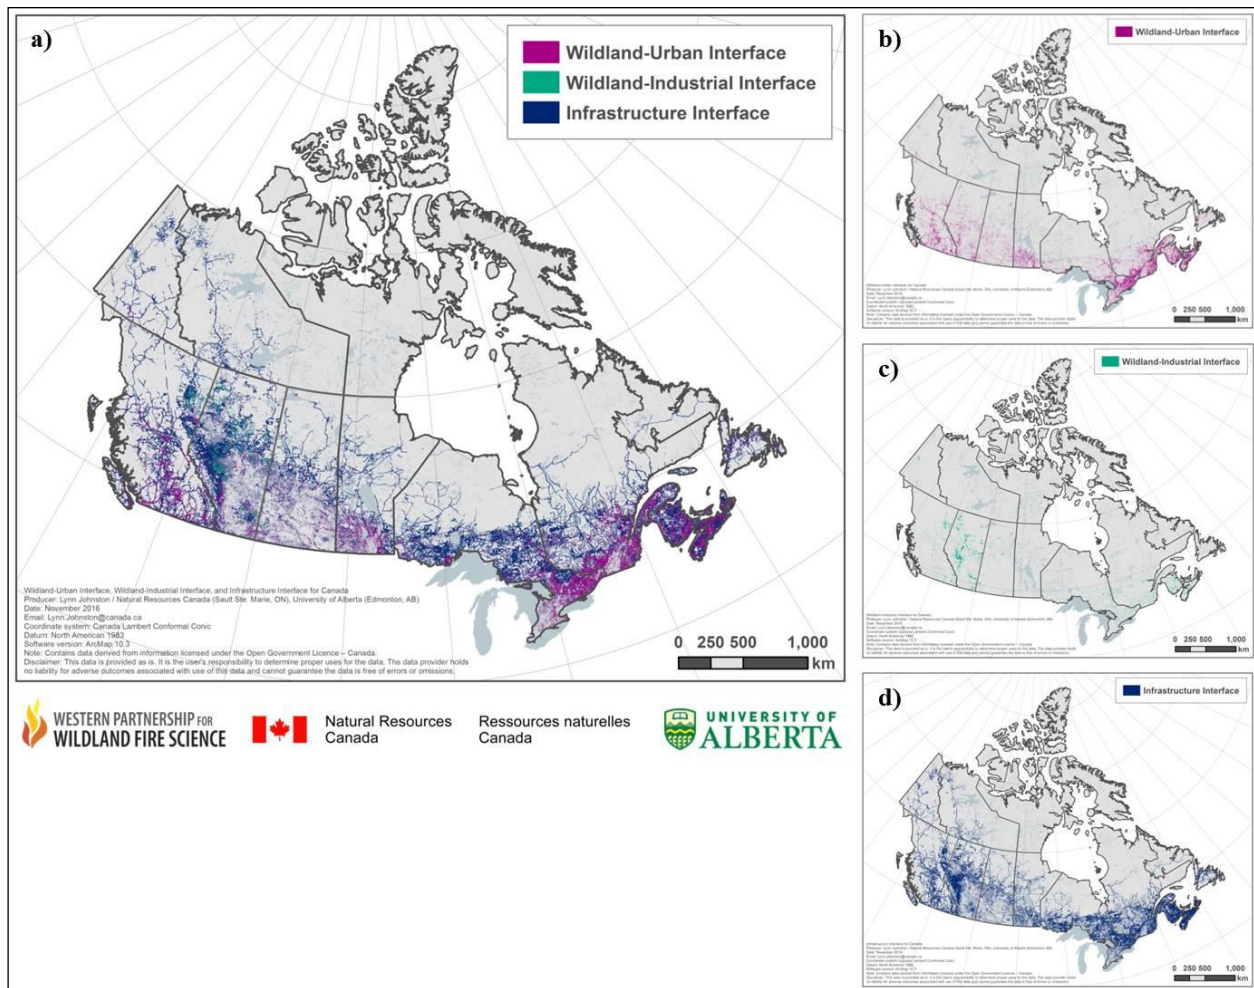 a)
Wildland-Urban Interface
Wildland-Industrial Interface
Infrastructure Interface
Wildland-Urban Interface, Wildland-Industrial Interface, and Infrastructure Interface for Canada
Producer: Lynn Johnston / Natural Resources Canada (Sault Ste. Marie, ON), University of Alberta (Edmonton, AB)
Date: November 2016
Email: Lynn.Johnston@canada.ca
Coordinate system: Canada Lambert Conformal Conic
Datum: North American 1983
Software version: ArcMap 10.3
Note: Contains data derived from information licensed under the Open Government Licence – Canada.
Disclaimer: This data is provided as is. It is the user's responsibility to determine proper uses for the data. The data provider holds
no liability for adverse outcomes associated with use of this data and cannot guarantee the data is free of errors or omissions.
0 250 500 1,000
km
WESTERN PARTNERSHIP FOR
WILDLAND FIRE SCIENCE
Natural Resources
Canada
Ressources naturelles
Canada
UNIVERSITY OF
ALBERTA
b)
Wildland-Urban Interface
0 250 500 1,000
km
c)
Wildland-Industrial Interface
0 250 500 1,000
km
d)
Infrastructure Interface
0 250 500 1,000
km